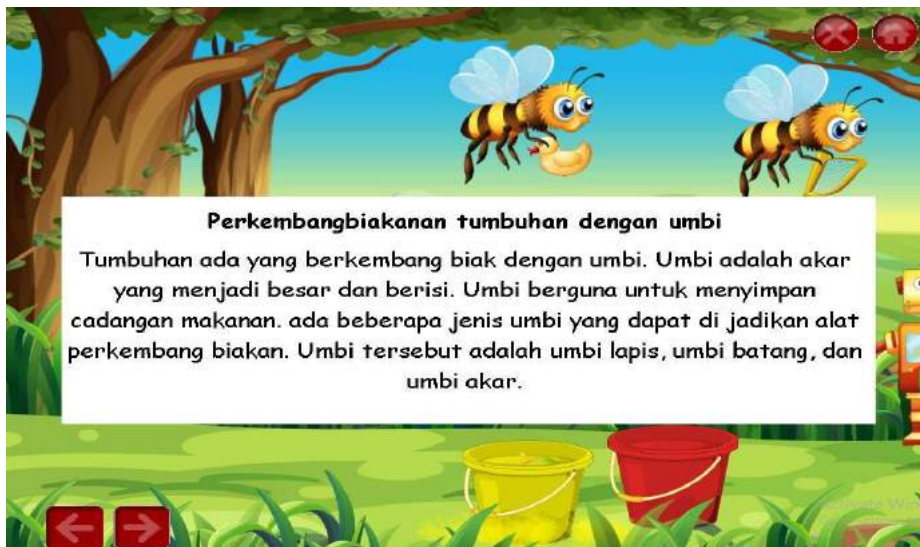 Perkembangbiakanan tumbuhan dengan umbi
Tumbuhan ada yang berkembang biak dengan umbi. Umbi adalah akar
yang menjadi besar dan berisi. Umbi berguna untuk menyimpan
cadangan makanan. ada beberapa jenis umbi yang dapat di jadikan alat
perkembang biakan. Umbi tersebut adalah umbi lapis, umbi batang, dan
umbi akar.